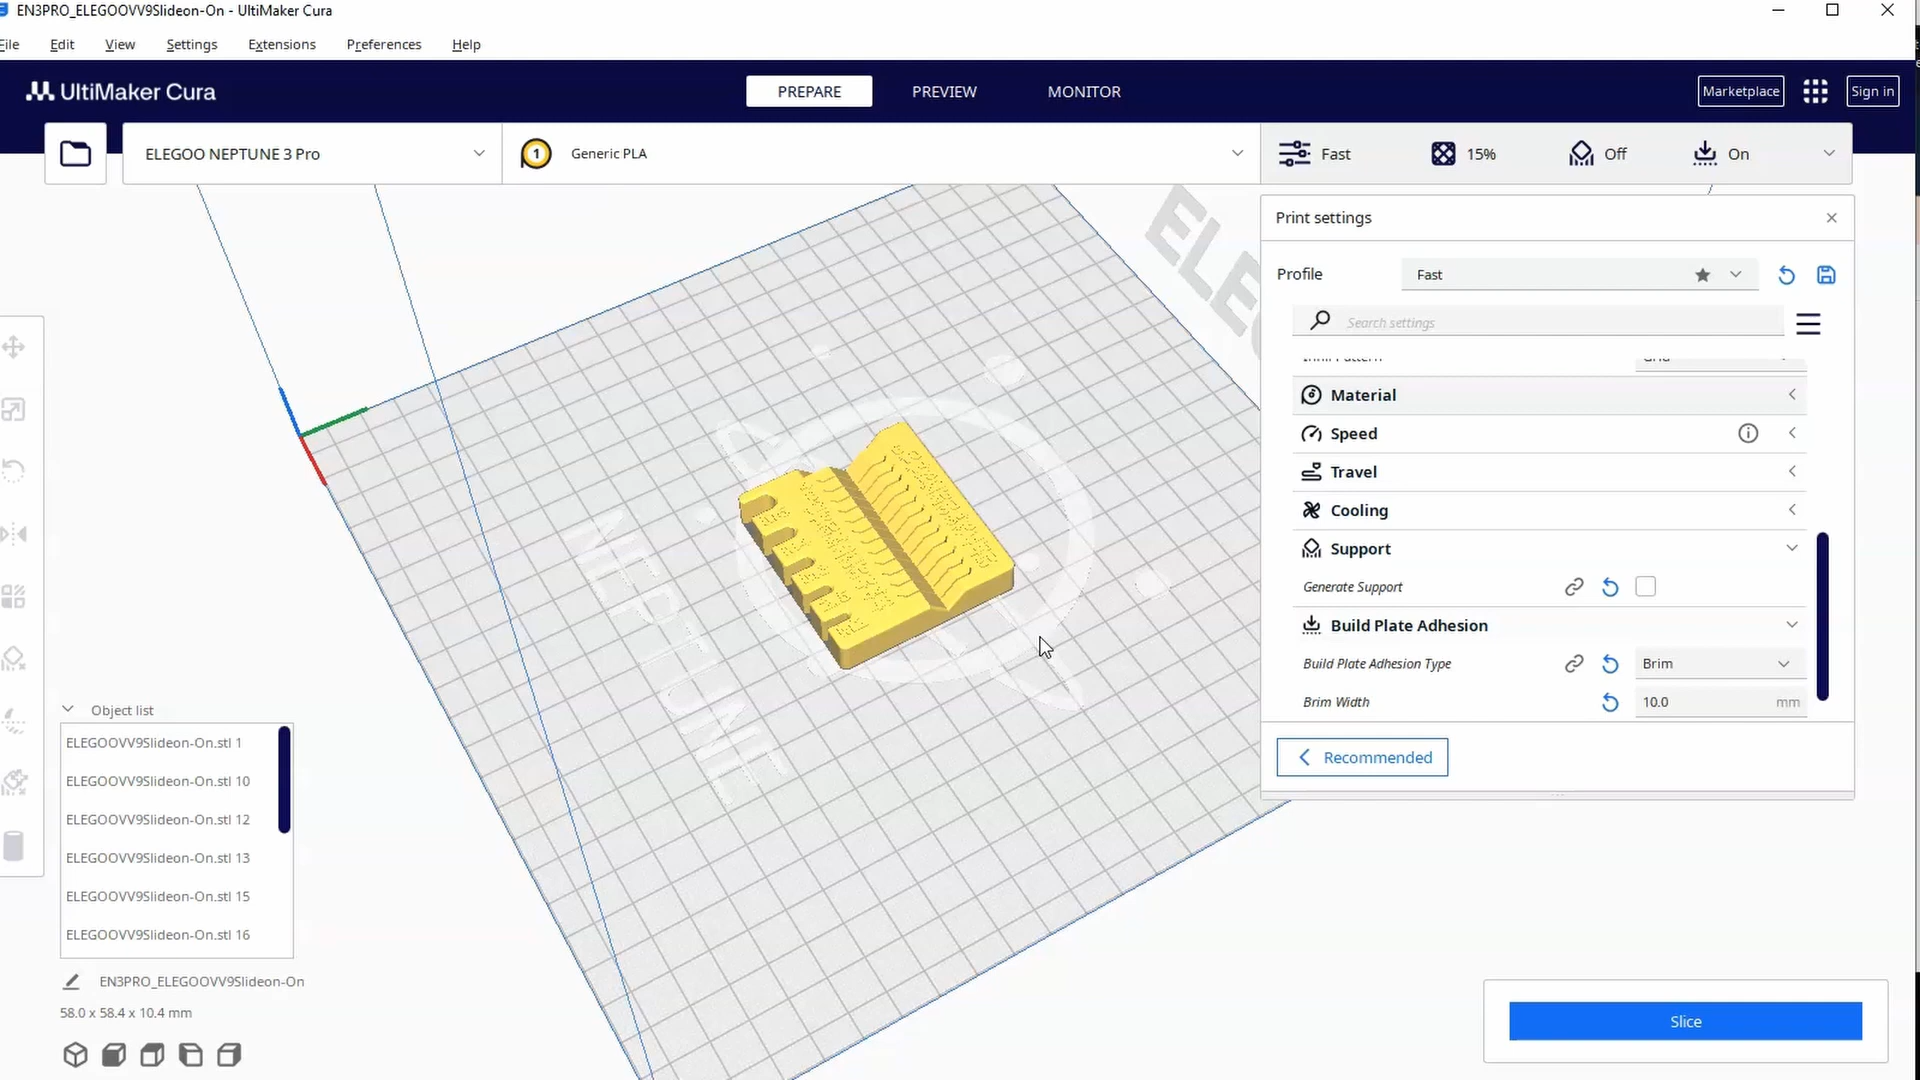 EN3PRO_ELEGOOVV9Slideon-On - UltiMaker Cura
File Edit View Settings Extensions Preferences Help
UltiMaker Cura
PREPARE PREVIEW MONITOR
Marketplace Sign in
ELEGOO NEPTUNE 3 Pro
1 Generic PLA
Fast 15% Off On
Print settings
Profile Fast
Search settings
Material
Speed
Travel
Cooling
Support
Generate Support
Build Plate Adhesion
Build Plate Adhesion Type Brim
Brim Width 10.0 mm
Recommended
ELEG
NEPTUNE
Object list
ELEGOOVV9Slideon-On.stl 1
ELEGOOVV9Slideon-On.stl 10
ELEGOOVV9Slideon-On.stl 12
ELEGOOVV9Slideon-On.stl 13
ELEGOOVV9Slideon-On.stl 15
ELEGOOVV9Slideon-On.stl 16
EN3PRO_ELEGOOVV9Slideon-On
58.0 x 58.4 x 10.4 mm
Slice